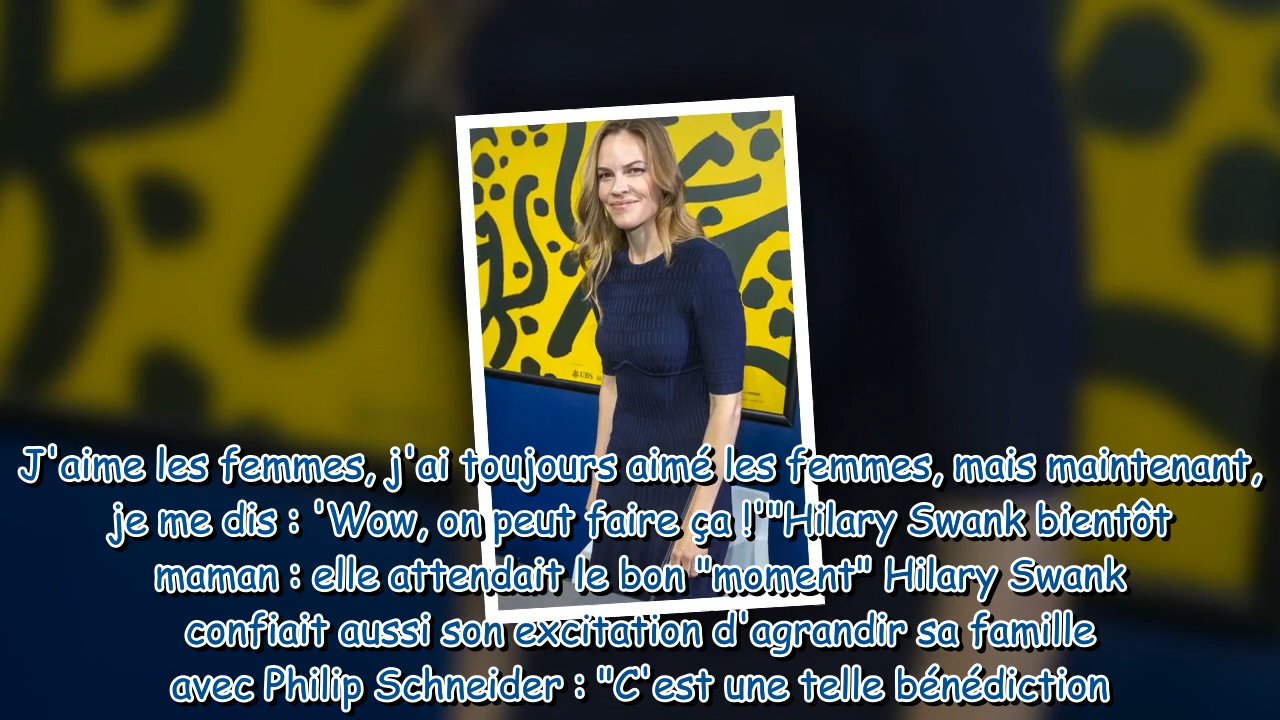 UBS
J'aime les femmes, j'ai toujours aimé les femmes, mais maintenant,
je me dis : 'Wow, on peut faire ça !'"Hilary Swank bientôt
maman : elle attendait le bon "moment" Hilary Swank
confiait aussi son excitation d'agrandir sa famille
avec Philip Schneider : "C'est une telle bénédiction